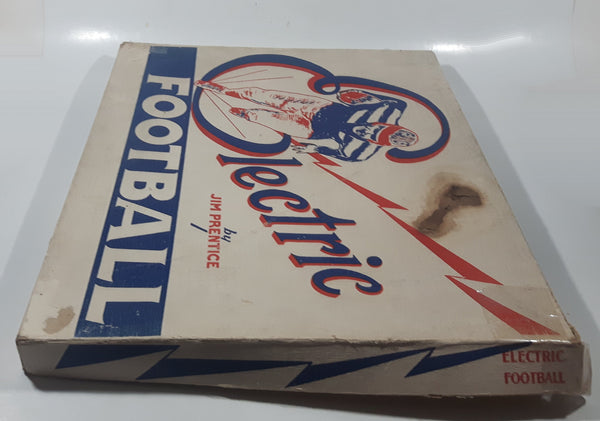 Electric
FOOTBALL
by
JIM PRENTICE
ELECTRIC
FOOTBALL